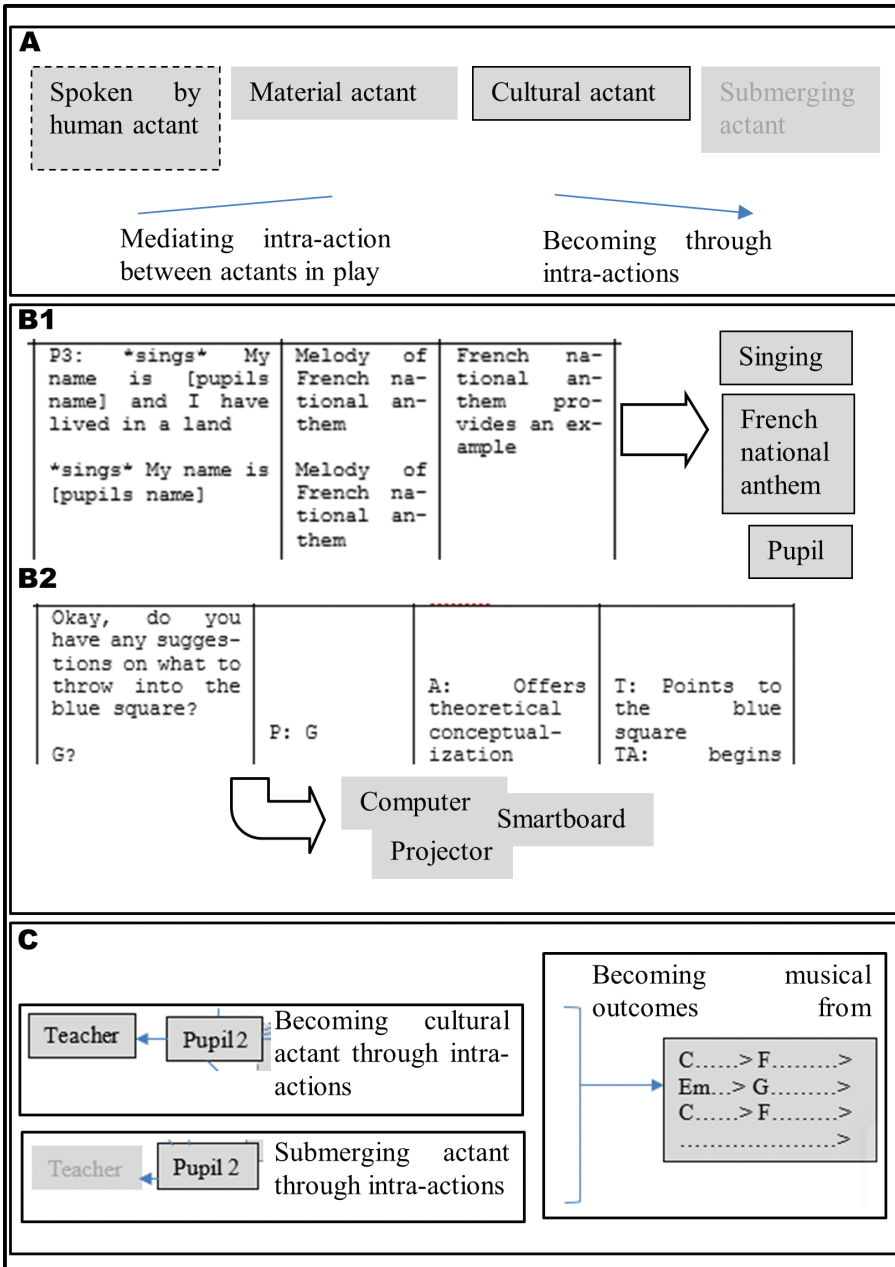 A
Spoken by
human actant
Material actant
Cultural actant
Submerging
actant
Mediating intra-action
between actants in play
Becoming through
intra-actions
B1
P3: *sings* My
name is [pupils
name] and I have
lived in a land
*sings* My name is
[pupils name]
Melody of
French na-
tional an-
them
Melody of
French na-
tional an-
them
French na-
tional an-
them pro-
vides an ex-
ample
Singing
French
national
anthem
Pupil
B2
Okay, do you
have any sugges-
tions on what to
throw into the
blue square?
G?
P: G
A: Offers
theoretical
conceptual-
ization
T: Points to
the blue
square
TA: begins
Computer
Smartboard
Projector
C
Teacher
Pupil 2
Becoming cultural
actant through intra-
actions
Teacher
Pupil 2
Submerging actant
through intra-actions
Becoming musical
outcomes from
C......> F.........>
Em...> G.........>
C......> F.........>
......................>